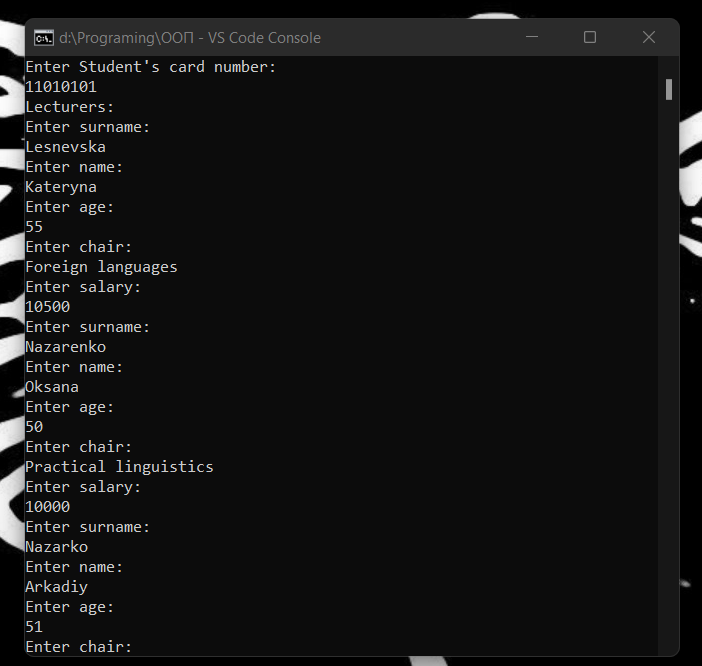 d:\Programing\ООП - VS Code Console
Enter Student's card number:
11010101
Lecturers:
Enter surname:
Lesnevska
Enter name:
Kateryna
Enter age:
55
Enter chair:
Foreign languages
Enter salary:
10500
Enter surname:
Nazarenko
Enter name:
Oksana
Enter age:
50
Enter chair:
Practical linguistics
Enter salary:
10000
Enter surname:
Nazarko
Enter name:
Arkadiy
Enter age:
51
Enter chair: